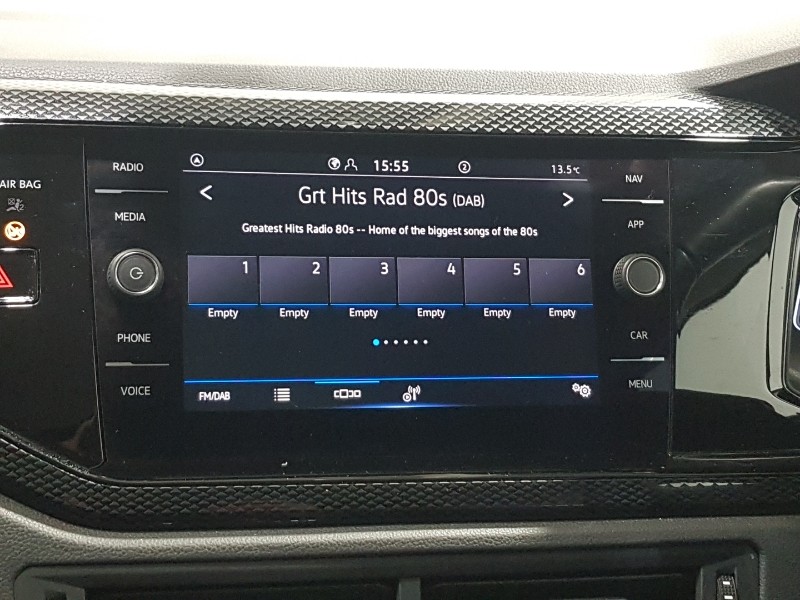 RADIO
MEDIA
PHONE
VOICE
AIR BAG
15:55
2
13.5°C
Grt Hits Rad 80s (DAB)
Greatest Hits Radio 80s -- Home of the biggest songs of the 80s
1 2 3 4 5 6
Empty Empty Empty Empty Empty Empty
FM/DAB
NAV
APP
CAR
MENU